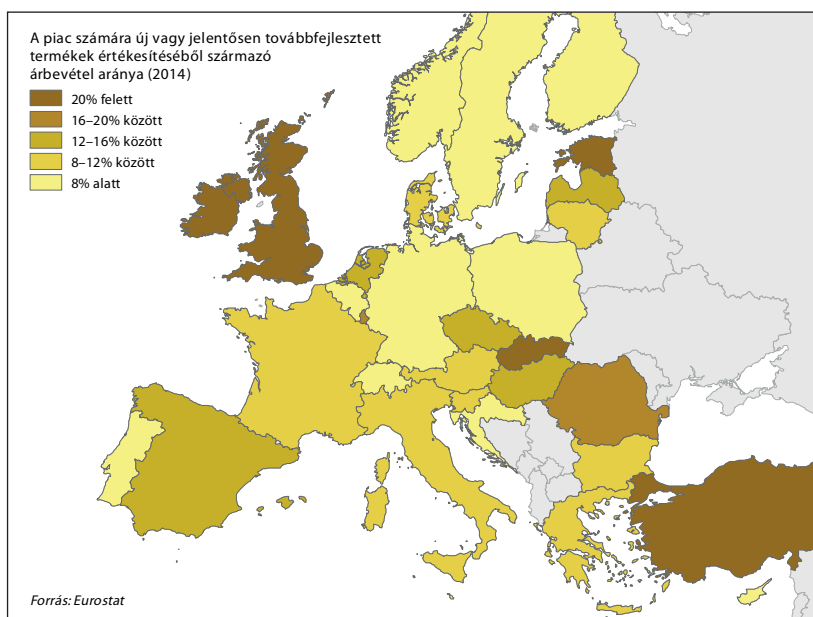 A piac számára új vagy jelentősen továbbfejlesztett
termékek értékesítéséből származó
árbevétel aránya (2014)
20% felett
16–20% között
12–16% között
8–12% között
8% alatt
Forrás: Eurostat